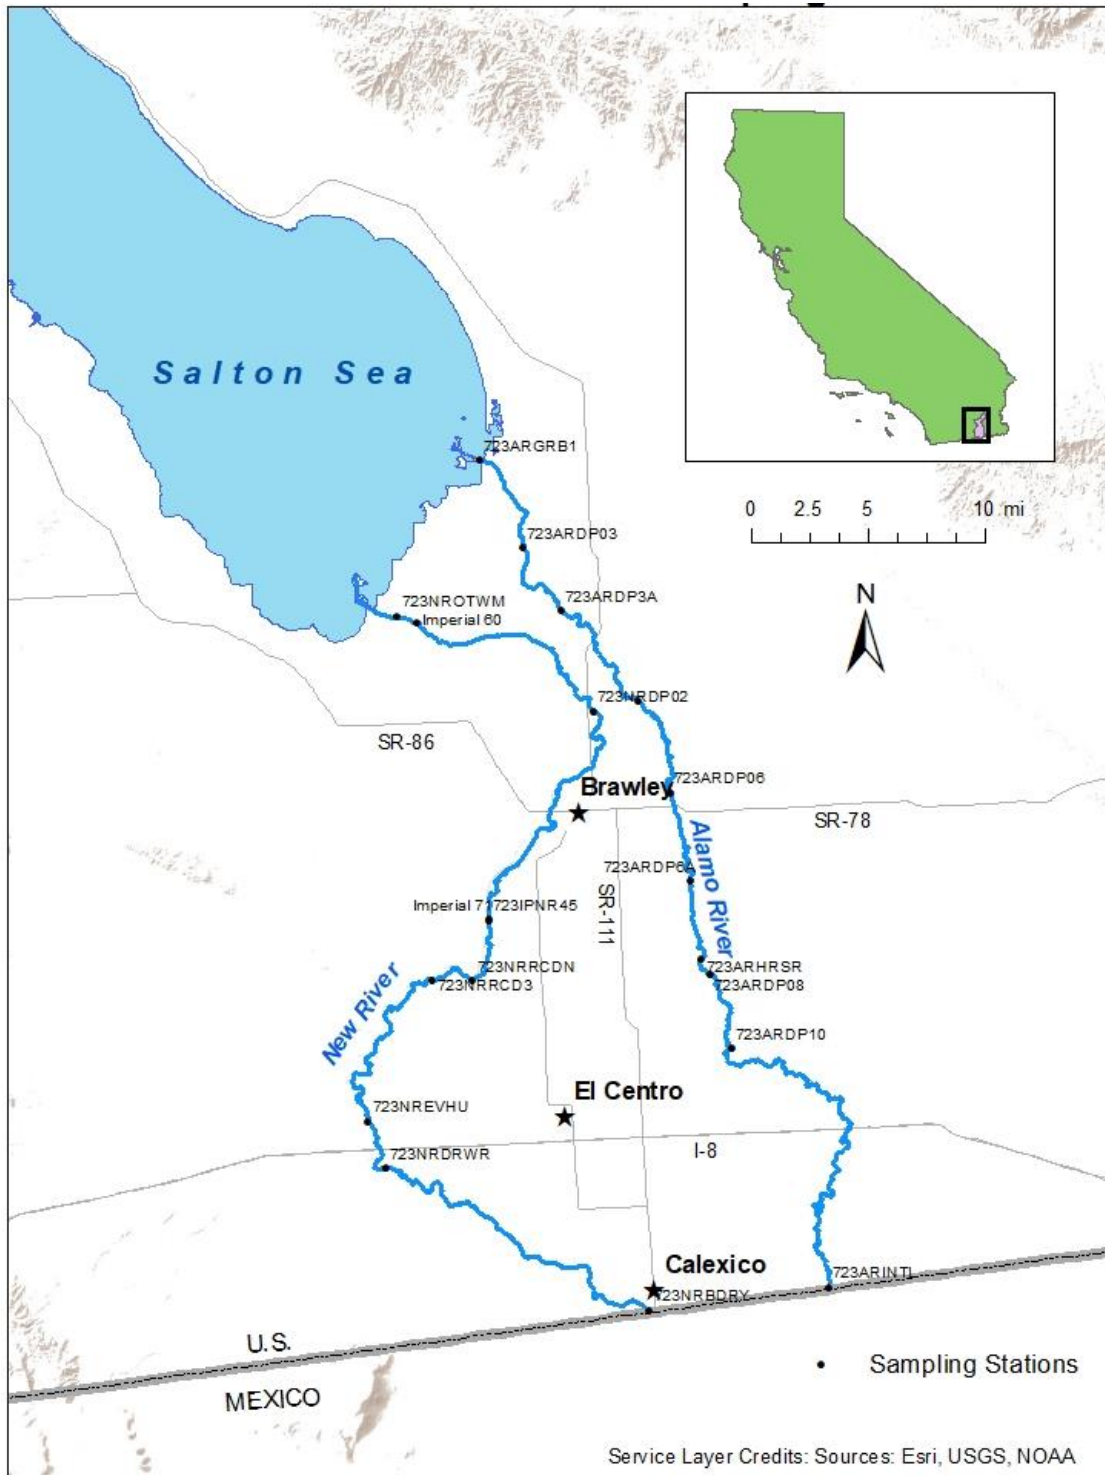 Salton Sea
0 2.5 5 10 mi
723ARGRB1
723ARDP03
N
723ARDP3A
723NROTWM
Imperial 60
723NRDP02
SR-86
723ARDP06
Brawley
SR-78
Alamo River
723ARDP6A
SR-111
Imperial 7
723IPNR45
723ARHRSR
723NRRCDN
723NRRCD3
723ARDP08
New River
723ARDP10
El Centro
723NREVHU
I-8
723NRDRWR
Calexico
723ARINTL
723NRBDRY
U.S.
Sampling Stations
MEXICO
Service Layer Credits: Sources: Esri, USGS, NOAA